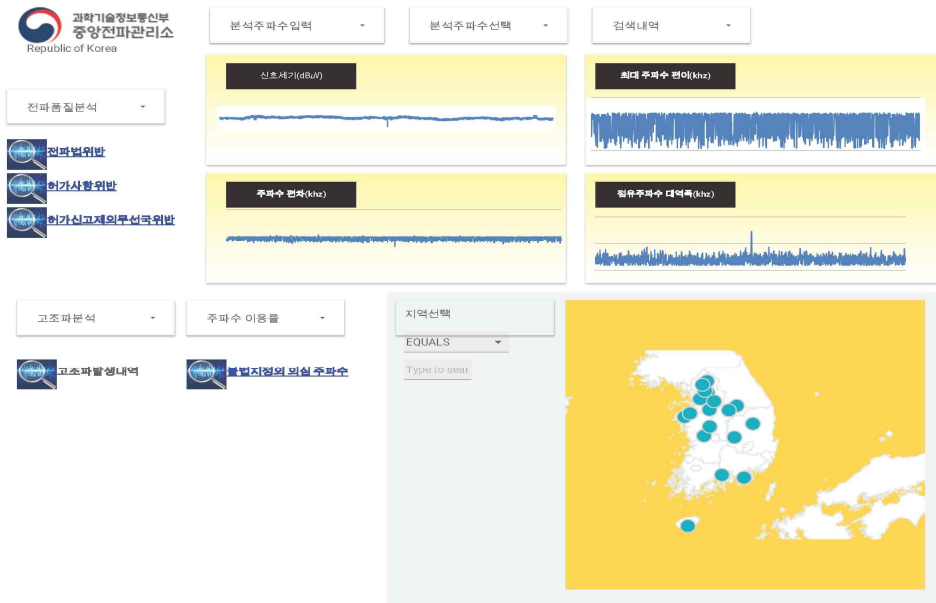 과학기술정보통신부
중앙전파관리소
Republic of Korea
분석주파수입력
분석주파수선택
검색내역
신호세기(dBuV)
최대 주파수 편이(khz)
전파품질분석
전파법위반
허가사항위반
허가신고제외무선국위반
주파수 편차(khz)
점유주파수 대역폭(khz)
고조파분석
주파수 이용률
고조파발생내역
불법지정외 의심 주파수
지역선택
EQUALS
Type to sear